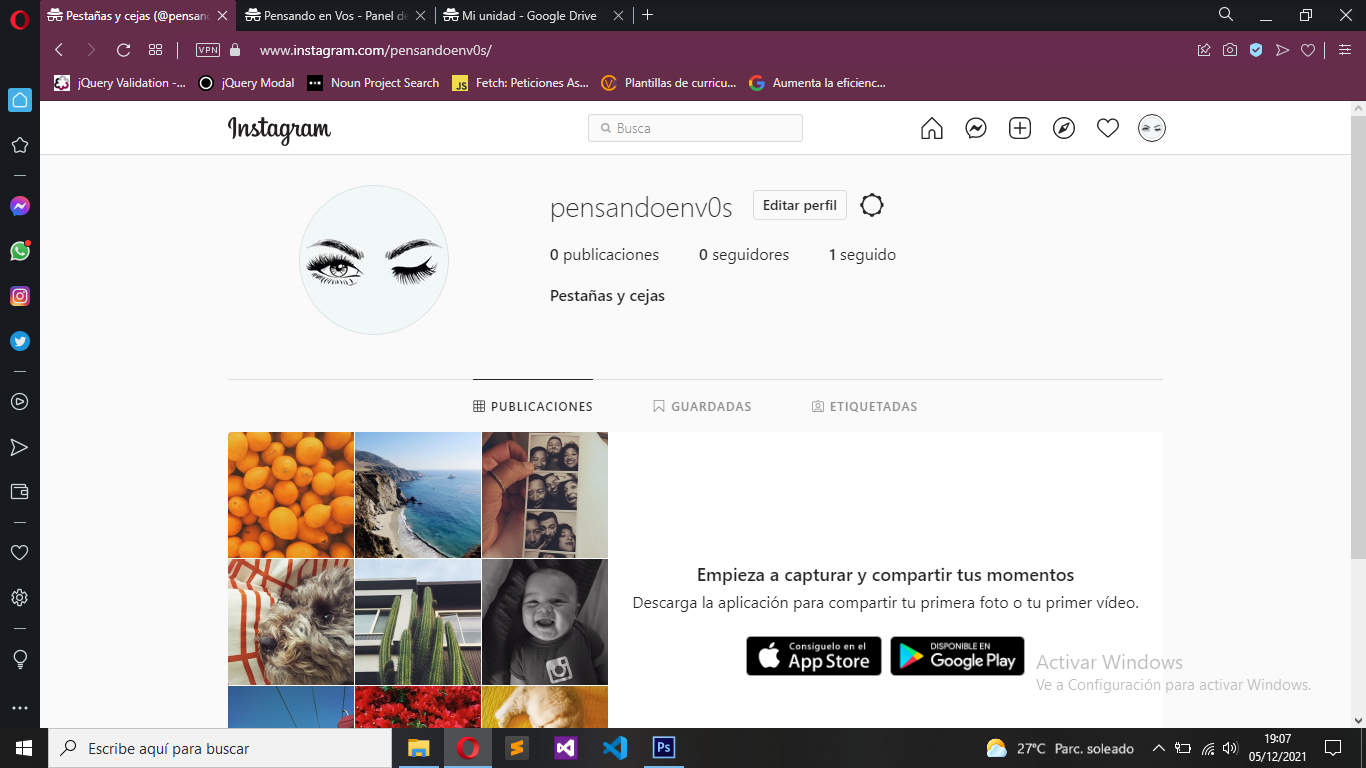 Pestañas y cejas (@pensan
Pensando en Vos - Panel de
Mi unidad - Google Drive
VPN
www.instagram.com/pensandoenv0s/
jQuery Validation -...
jQuery Modal
Noun Project Search
JS
Fetch: Peticiones As...
Plantillas de curricu...
Aumenta la eficienc...
Instagram
Busca
pensandoenv0s
Editar perfil
0 publicaciones
0 seguidores
1 seguido
Pestañas y cejas
PUBLICACIONES
GUARDADAS
ETIQUETADAS
Empieza a capturar y compartir tus momentos
Descarga la aplicación para compartir tu primera foto o tu primer vídeo.
Consíguelo en el
App Store
DISPONIBLE EN
Google Play
Activar Windows
Ve a Configuración para activar Windows.
Escribe aquí para buscar
Ps
27°C Parc. soleado
19:07
05/12/2021